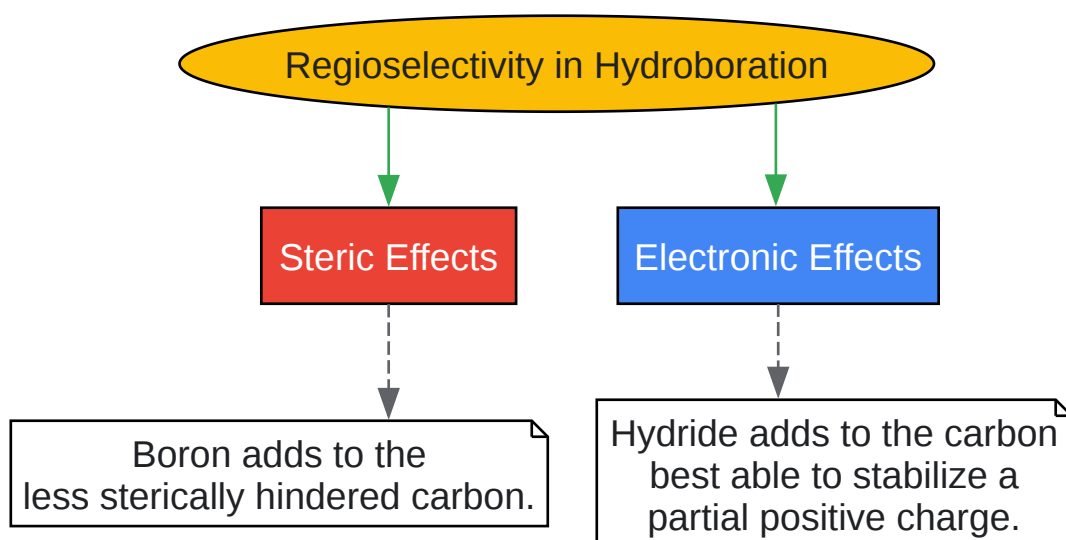 Regioselectivity in Hydroboration
Steric Effects
Electronic Effects
Boron adds to the
less sterically hindered carbon.
Hydride adds to the carbon
best able to stabilize a
partial positive charge.